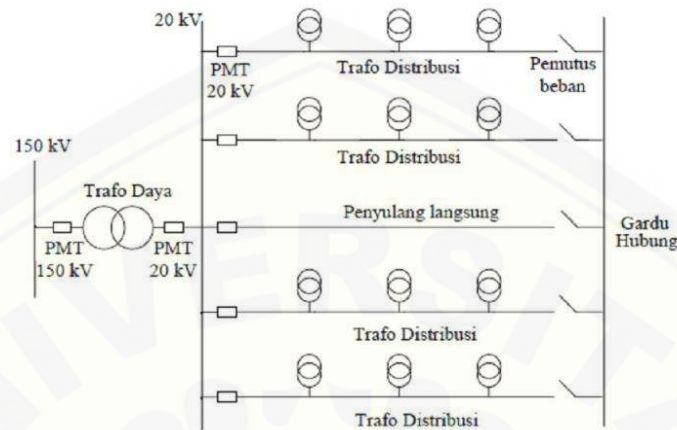 20 kV
PMT
20 kV
Trafo Distribusi
Pemutus
beban
Trafo Distribusi
150 kV
Trafo Daya
PMT
150 kV
PMT
20 kV
Penyulang langsung
Gardu
Hubung
Trafo Distribusi
Trafo Distribusi
UNIVERSITA